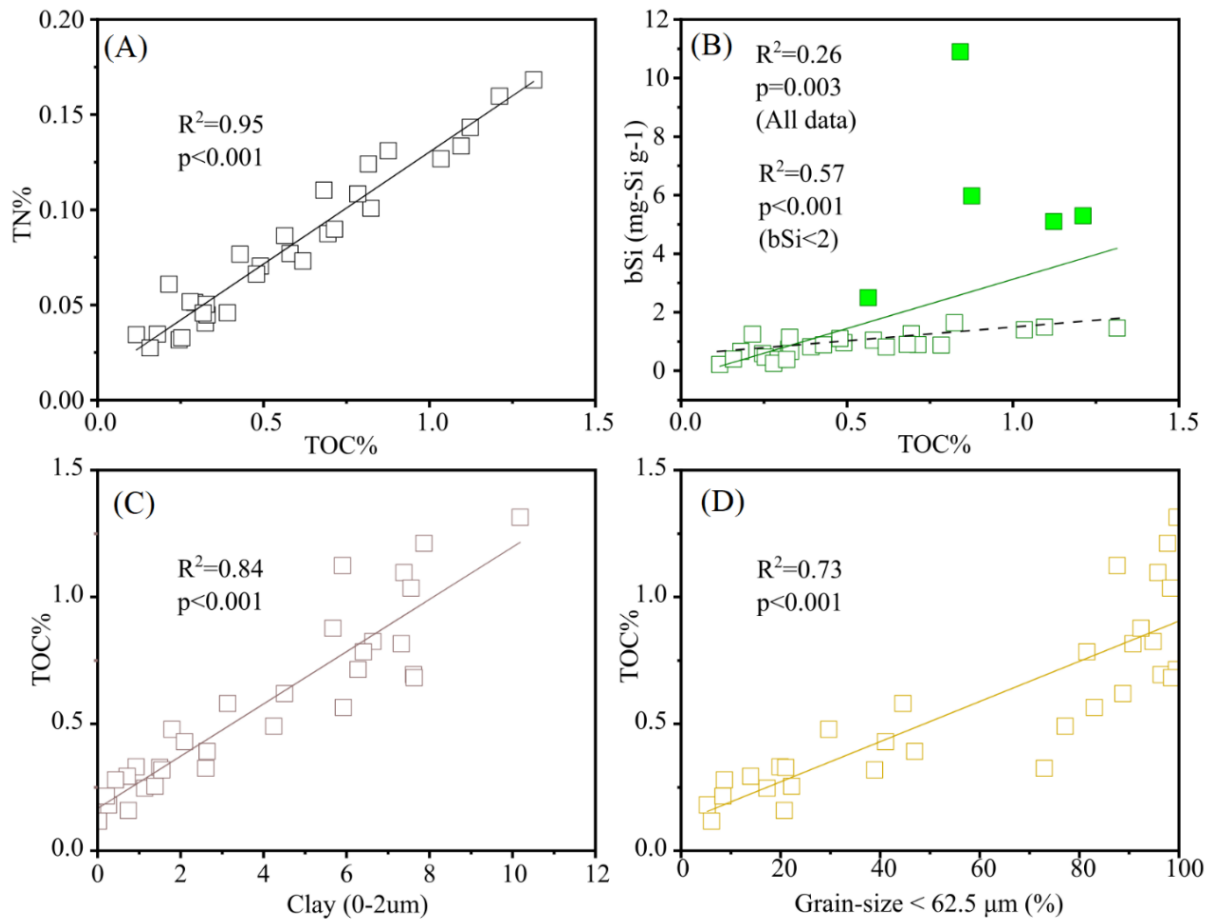 (A)
R²=0.95
p<0.001
TN%
0.20
0.15
0.10
0.05
0.00
0.0 0.5 1.0 1.5
TOC%
(B)
R²=0.26
p=0.003
(All data)
R²=0.57
p<0.001
(bSi<2)
bSi (mg-Si g-1)
12
10
8
6
4
2
0
0.0 0.5 1.0 1.5
TOC%
(C)
R²=0.84
p<0.001
TOC%
1.5
1.0
0.5
0.0
0 2 4 6 8 10 12
Clay (0-2um)
(D)
R²=0.73
p<0.001
TOC%
1.5
1.0
0.5
0.0
0 20 40 60 80 100
Grain-size < 62.5 μm (%)